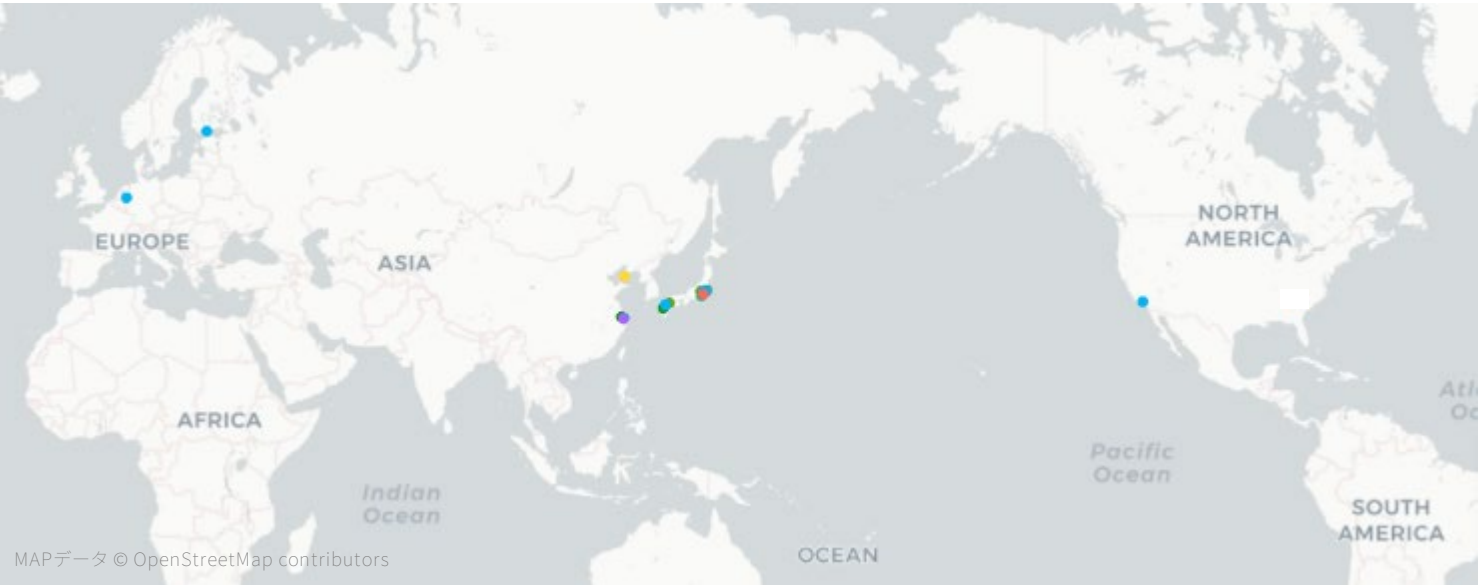 NORTH
AMERICA
EUROPE
ASIA
AFRICA
Pacific
Ocean
Indian
Ocean
SOUTH
AMERICA
OCEAN
MAPデータ © OpenStreetMap contributors